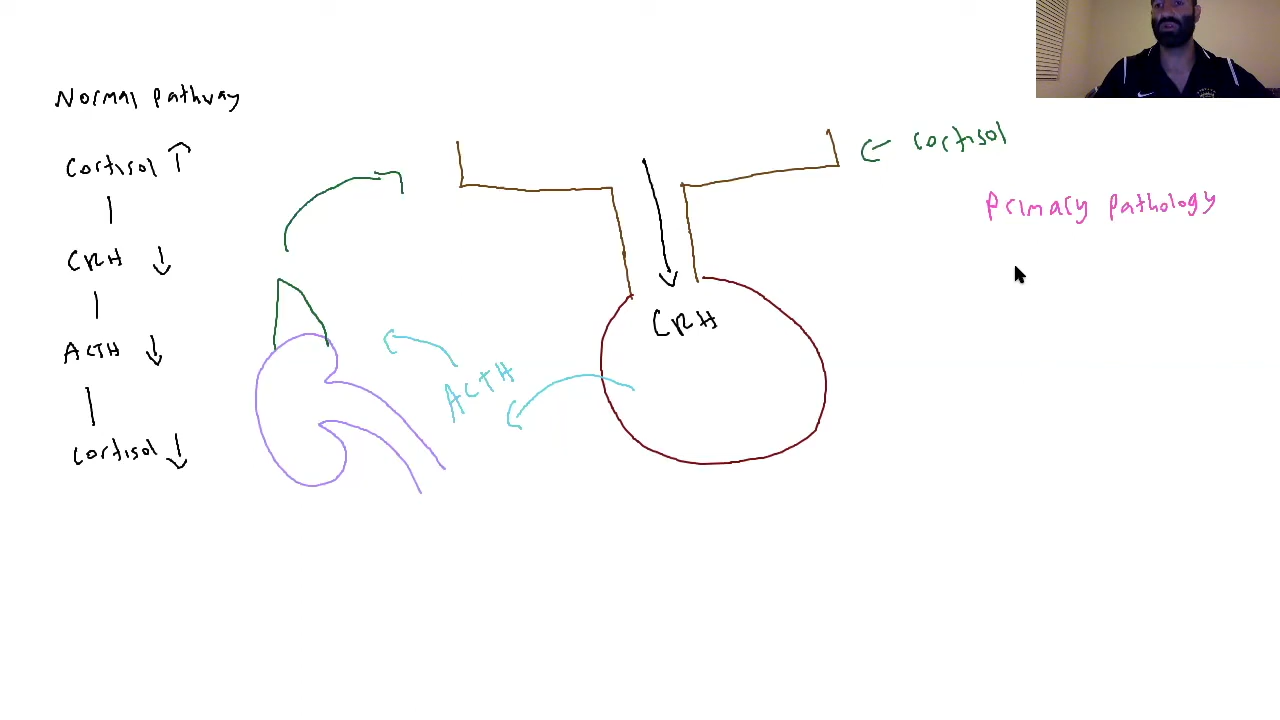 Normal Pathway
Cortisol ↑
CRH ↓
ACTH ↓
Cortisol ↓
← Cortisol
Primary Pathology
CRH
ACTH